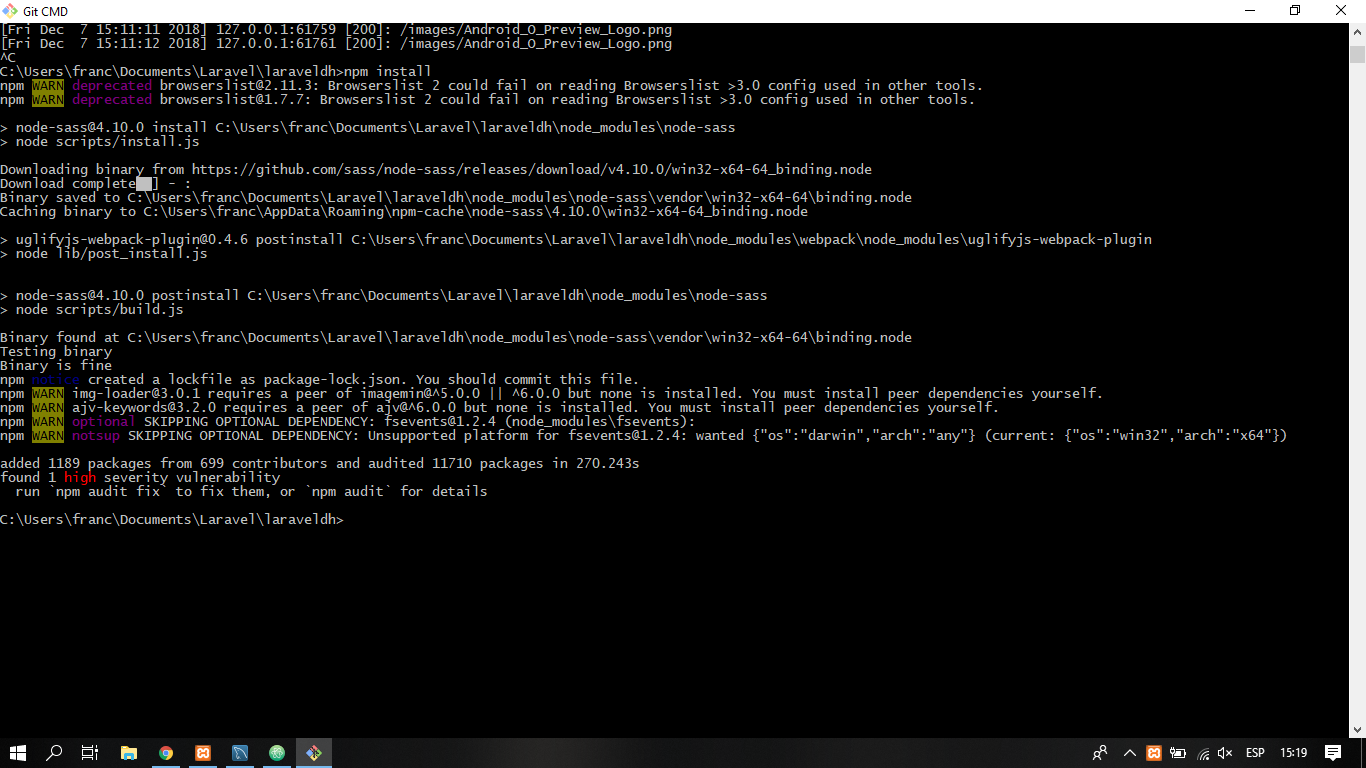 Git CMD
[Fri Dec  7 15:11:11 2018] 127.0.0.1:61759 [200]: /images/Android_O_Preview_Logo.png
[Fri Dec  7 15:11:12 2018] 127.0.0.1:61761 [200]: /images/Android_O_Preview_Logo.png
^C
C:\Users\franc\Documents\Laravel\laraveldh>npm install
npm WARN deprecated browserslist@2.11.3: Browserslist 2 could fail on reading Browserslist >3.0 config used in other tools.
npm WARN deprecated browserslist@1.7.7: Browserslist 2 could fail on reading Browserslist >3.0 config used in other tools.
> node-sass@4.10.0 install C:\Users\franc\Documents\Laravel\laraveldh\node_modules\node-sass
> node scripts/install.js
Downloading binary from https://github.com/sass/node-sass/releases/download/v4.10.0/win32-x64-64_binding.node
Download complete ] - :
Binary saved to C:\Users\franc\Documents\Laravel\laraveldh\node_modules\node-sass\vendor\win32-x64-64\binding.node
Caching binary to C:\Users\franc\AppData\Roaming\npm-cache\node-sass\4.10.0\win32-x64-64_binding.node
> uglifyjs-webpack-plugin@0.4.6 postinstall C:\Users\franc\Documents\Laravel\laraveldh\node_modules\webpack\node_modules\uglifyjs-webpack-plugin
> node lib/post_install.js
> node-sass@4.10.0 postinstall C:\Users\franc\Documents\Laravel\laraveldh\node_modules\node-sass
> node scripts/build.js
Binary found at C:\Users\franc\Documents\Laravel\laraveldh\node_modules\node-sass\vendor\win32-x64-64\binding.node
Testing binary
Binary is fine
npm notice created a lockfile as package-lock.json. You should commit this file.
npm WARN img-loader@3.0.1 requires a peer of imagemin@^5.0.0 || ^6.0.0 but none is installed. You must install peer dependencies yourself.
npm WARN ajv-keywords@3.2.0 requires a peer of ajv@^6.0.0 but none is installed. You must install peer dependencies yourself.
npm WARN optional SKIPPING OPTIONAL DEPENDENCY: fsevents@1.2.4 (node_modules\fsevents):
npm WARN notsup SKIPPING OPTIONAL DEPENDENCY: Unsupported platform for fsevents@1.2.4: wanted {"os":"darwin","arch":"any"} (current: {"os":"win32","arch":"x64"})
added 1189 packages from 699 contributors and audited 11710 packages in 270.243s
found 1 high severity vulnerability
  run `npm audit fix` to fix them, or `npm audit` for details
C:\Users\franc\Documents\Laravel\laraveldh>
ESP 15:19